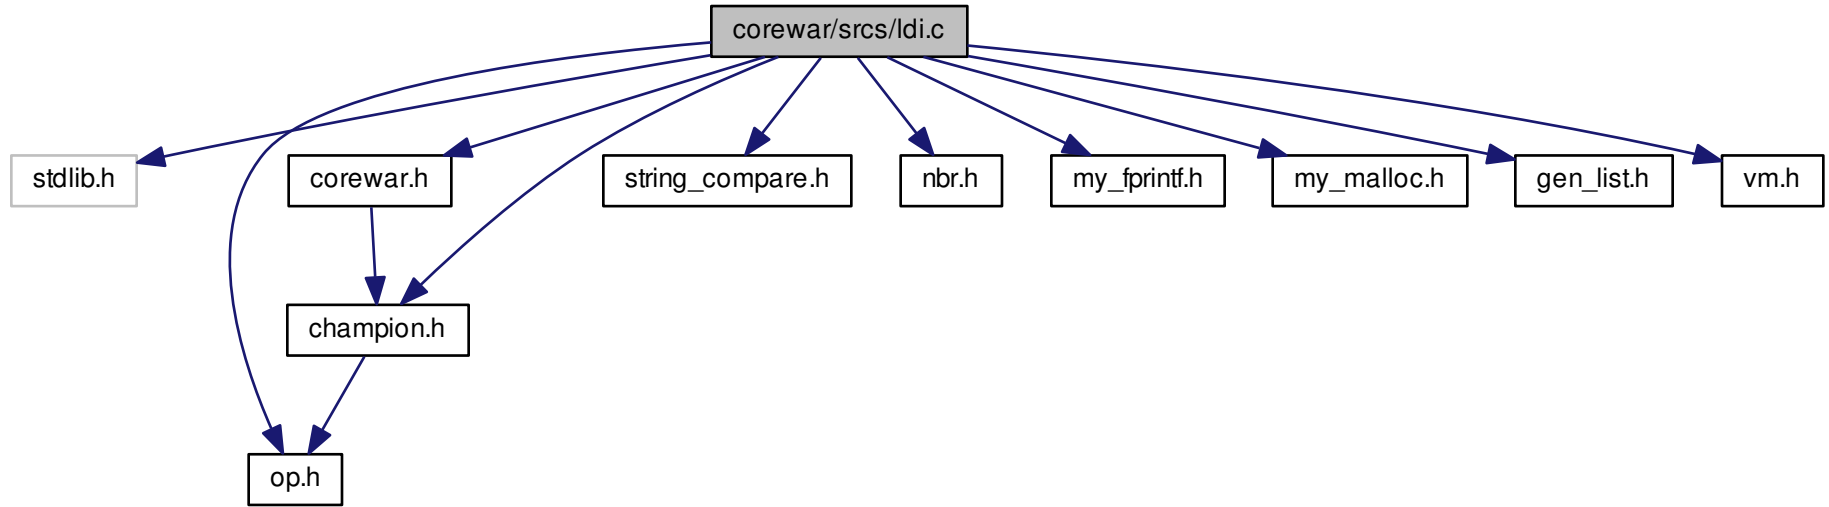 corewar/srcs/ldi.c
stdlib.h
corewar.h
string_compare.h
nbr.h
my_fprintf.h
my_malloc.h
gen_list.h
vm.h
champion.h
op.h